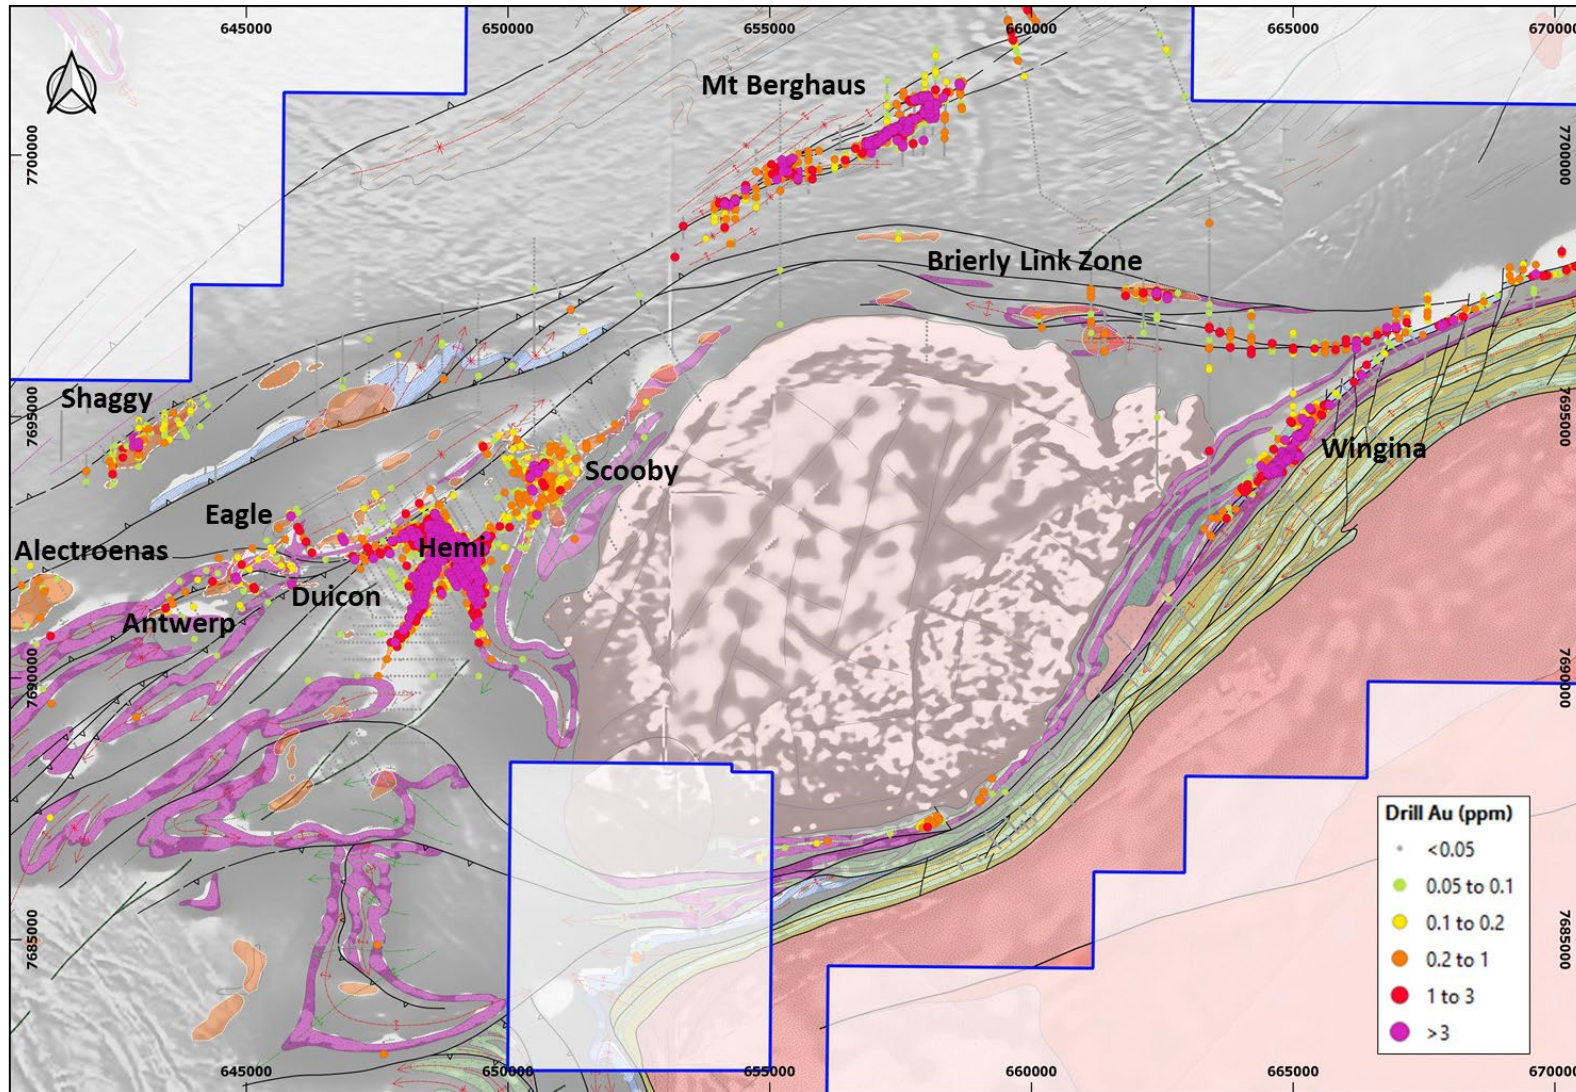 645000
650000
655000
660000
665000
670000
Mt Berghaus
7700000
7700000
Brierly Link Zone
Shaggy
7695000
7695000
Wingina
Scooby
Eagle
Hemi
Alectroenas
Duicon
Antwerp
7690000
7690000
Drill Au (ppm)
<0.05
0.05 to 0.1
0.1 to 0.2
0.2 to 1
1 to 3
>3
7685000
7685000
645000
650000
655000
660000
665000
670000